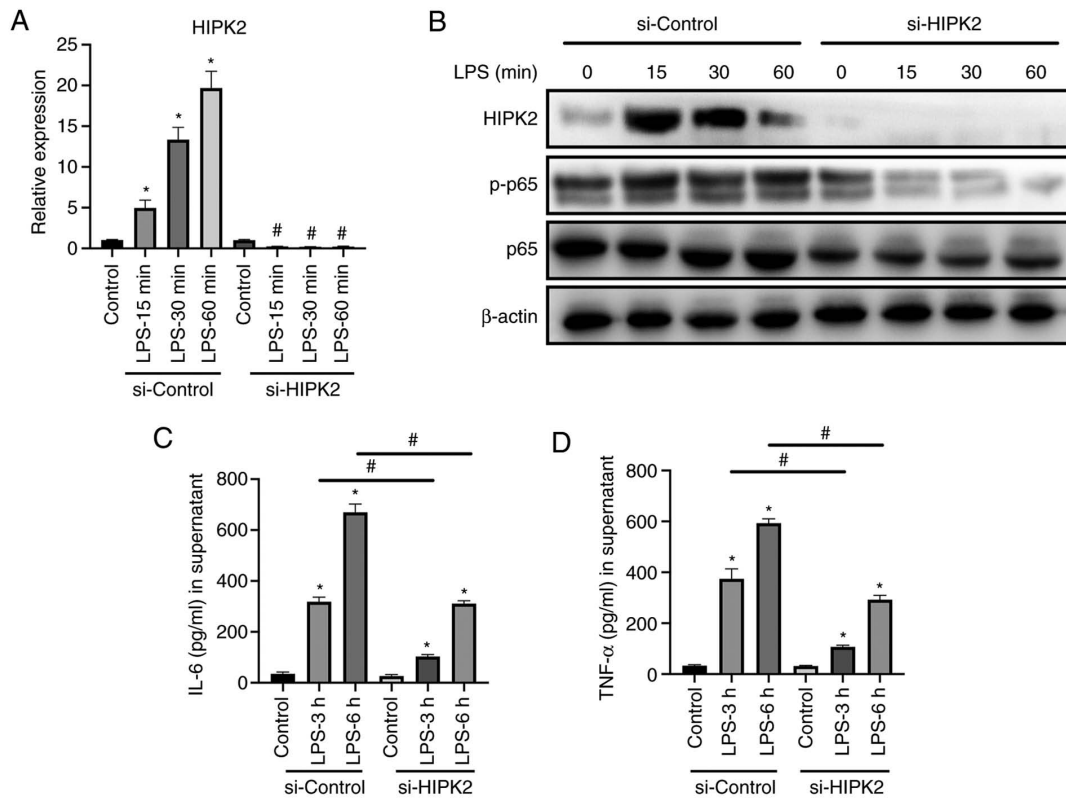 A
HIPK2
Relative expression
25
20
15
10
5
0
*
*
*
#
#
#
Control
LPS-15 min
LPS-30 min
LPS-60 min
Control
LPS-15 min
LPS-30 min
LPS-60 min
si-Control
si-HIPK2
B
si-Control
si-HIPK2
LPS (min)
0
15
30
60
0
15
30
60
HIPK2
p-p65
p65
β-actin
C
#
#
IL-6 (pg/ml) in supernatant
800
600
400
200
0
*
*
*
*
Control
LPS-3 h
LPS-6 h
Control
LPS-3 h
LPS-6 h
si-Control
si-HIPK2
D
#
#
TNF-α (pg/ml) in supernatant
800
600
400
200
0
*
*
*
*
Control
LPS-3 h
LPS-6 h
Control
LPS-3 h
LPS-6 h
si-Control
si-HIPK2